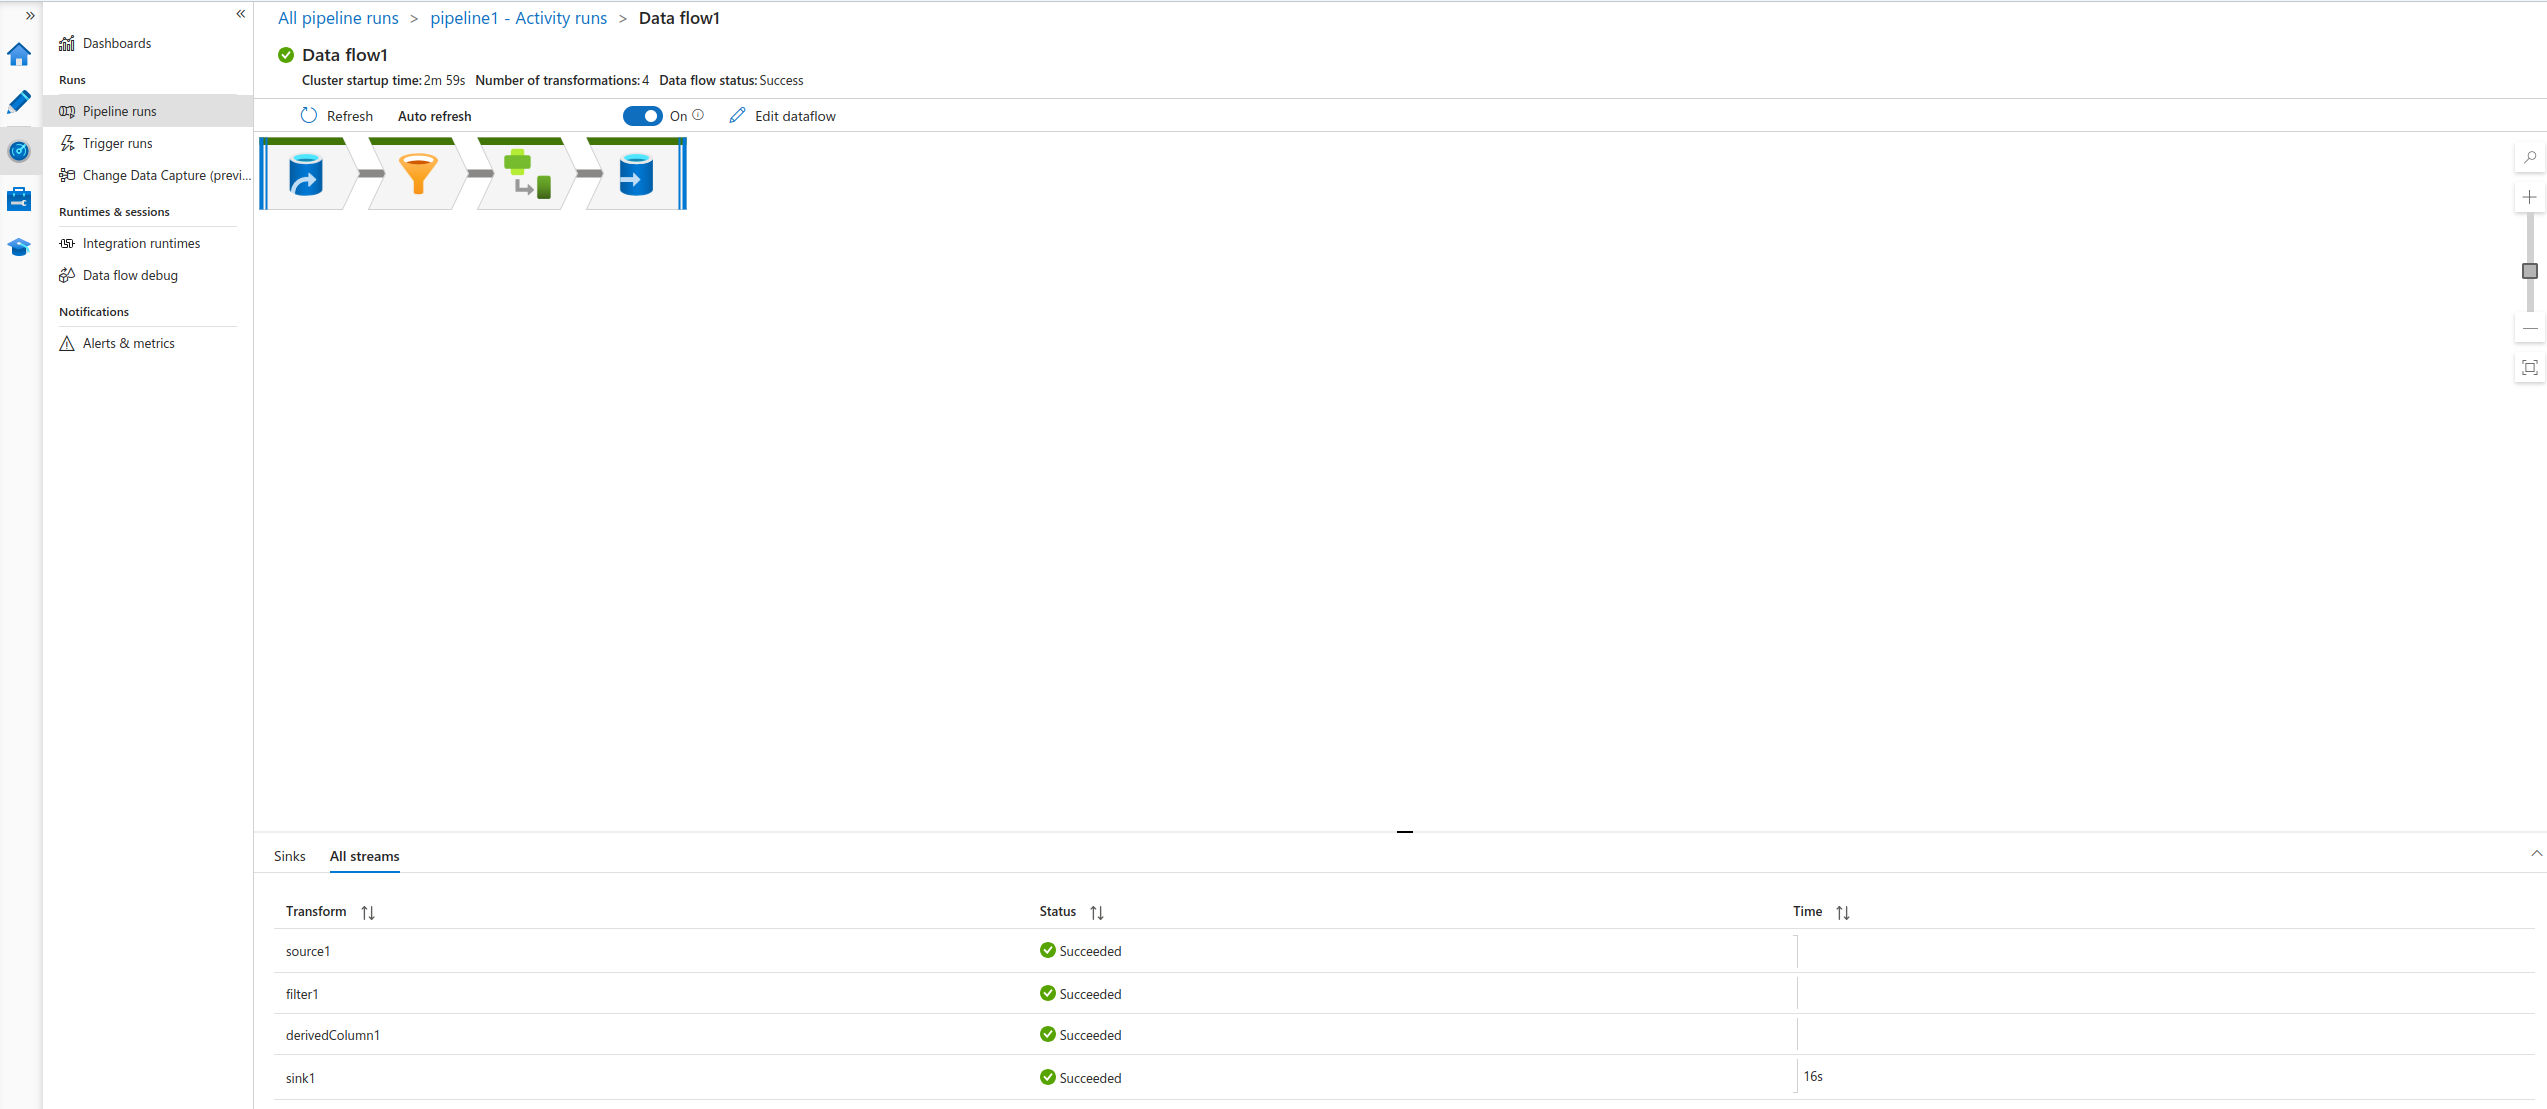 All pipeline runs > pipeline1 - Activity runs > Data flow1
Dashboards
Runs
Pipeline runs
Trigger runs
Change Data Capture (previ...
Runtimes & sessions
Integration runtimes
Data flow debug
Notifications
Alerts & metrics
Data flow1
Cluster startup time: 2m 59s Number of transformations: 4 Data flow status: Success
Refresh Auto refresh On Edit dataflow
Sinks All streams
Transform Status Time
source1 Succeeded
filter1 Succeeded
derivedColumn1 Succeeded
sink1 Succeeded 16s